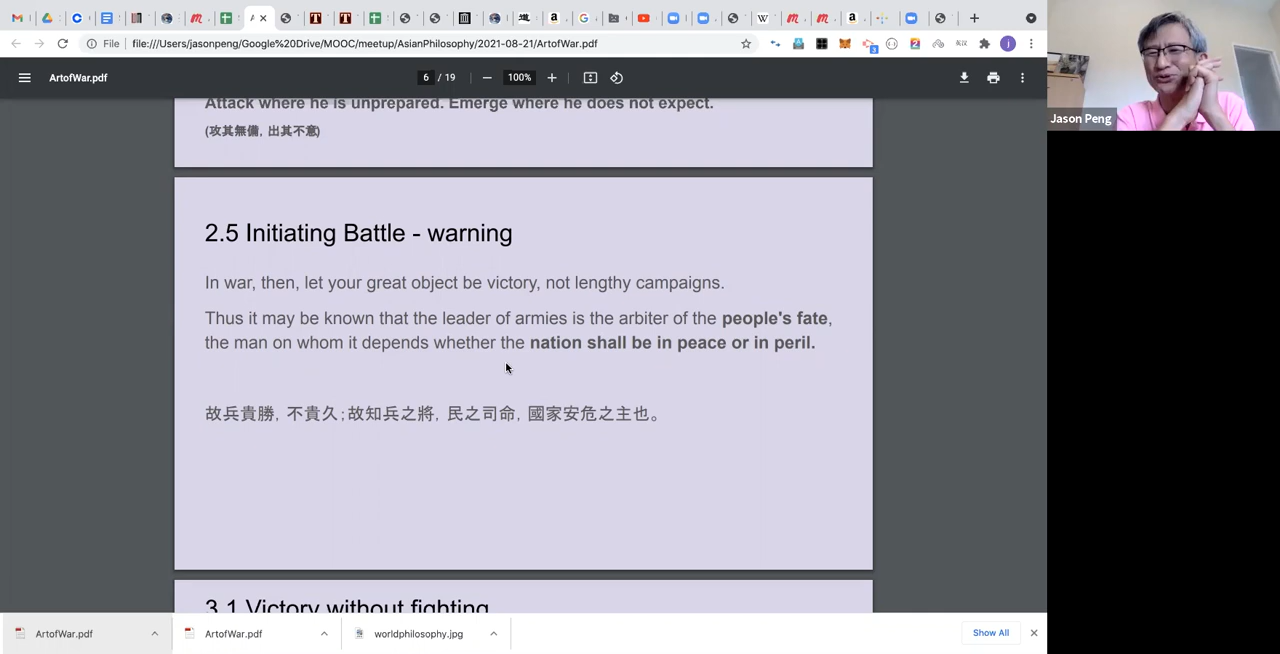 File
file:///Users/jasonpeng/Google%20Drive/MOOC/meetup/AsianPhilosophy/2021-08-21/ArtofWar.pdf
ArtofWar.pdf
6 / 19
100%
Jason Peng
Attack where he is unprepared. Emerge where he does not expect.
(攻其無備, 出其不意)
2.5 Initiating Battle - warning
In war, then, let your great object be victory, not lengthy campaigns.
Thus it may be known that the leader of armies is the arbiter of the people's fate,
the man on whom it depends whether the nation shall be in peace or in peril.
故兵貴勝, 不貴久;故知兵之將, 民之司命, 國家安危之主也。
3.1 Victory without fighting
ArtofWar.pdf
ArtofWar.pdf
worldphilosophy.jpg
Show All